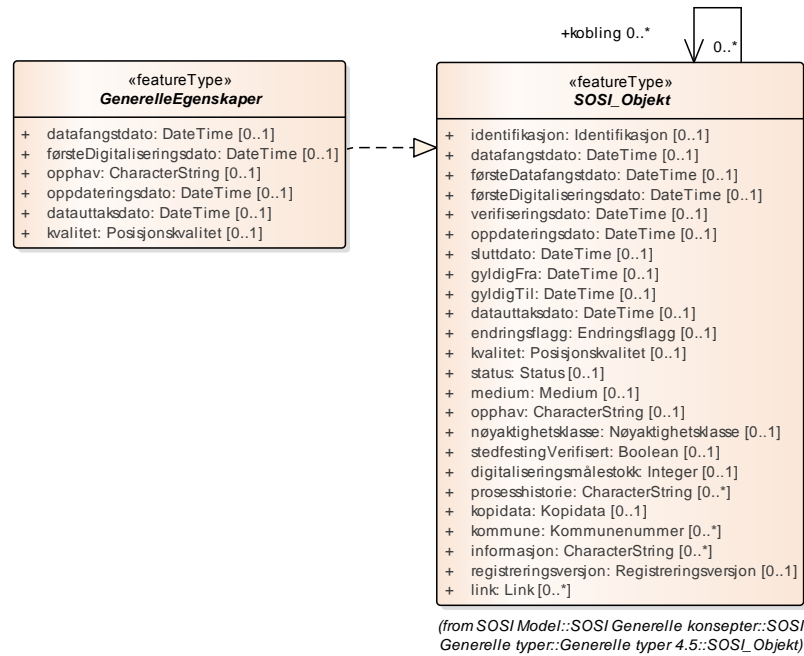 +kobling 0..*
0..*
«featureType»
GenerelleEgenskaper
+ datafangstdato: DateTime [0..1]
+ førsteDigitaliseringsdato: DateTime [0..1]
+ opphav: CharacterString [0..1]
+ oppdateringsdato: DateTime [0..1]
+ datauttaksdato: DateTime [0..1]
+ kvalitet: Posisjonskvalitet [0..1]
«featureType»
SOSI_Objekt
+ identifikasjon: Identifikasjon [0..1]
+ datafangstdato: DateTime [0..1]
+ førsteDatafangstdato: DateTime [0..1]
+ førsteDigitaliseringsdato: DateTime [0..1]
+ verifiseringsdato: DateTime [0..1]
+ oppdateringsdato: DateTime [0..1]
+ sluttdato: DateTime [0..1]
+ gyldigFra: DateTime [0..1]
+ gyldigTil: DateTime [0..1]
+ datauttaksdato: DateTime [0..1]
+ endringsflagg: Endringsflagg [0..1]
+ kvalitet: Posisjonskvalitet [0..1]
+ status: Status [0..1]
+ medium: Medium [0..1]
+ opphav: CharacterString [0..1]
+ nøyaktighetsklasse: Nøyaktighetsklasse [0..1]
+ stedfestingVerifisert: Boolean [0..1]
+ digitaliseringsmålestokk: Integer [0..1]
+ prosesshistorie: CharacterString [0..*]
+ kopidata: Kopidata [0..1]
+ kommune: Kommunenummer [0..*]
+ informasjon: CharacterString [0..*]
+ registreringsversjon: Registreringsversjon [0..1]
+ link: Link [0..*]
(from SOSI Model::SOSI Generelle konsepter::SOSI
Generelle typer::Generelle typer 4.5::SOSI_Objekt)